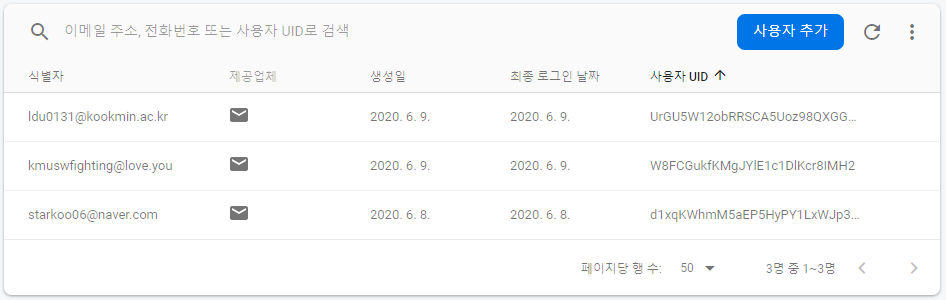 이메일 주소, 전화번호 또는 사용자 UID로 검색 사용자 추가
식별자 제공업체 생성일 최종 로그인 날짜 사용자 UID
ldu0131@kookmin.ac.kr 2020. 6. 9. 2020. 6. 9. UrGU5W12obRRSCA5Uoz98QXGG...
kmuswfighting@love.you 2020. 6. 9. 2020. 6. 9. W8FCGukfKMgJYlE1c1DlKcr8IMH2
starkoo06@naver.com 2020. 6. 8. 2020. 6. 8. d1xqKWhmM5aEP5HyPY1LxWJp3...
페이지당 행 수: 50 3명 중 1~3명